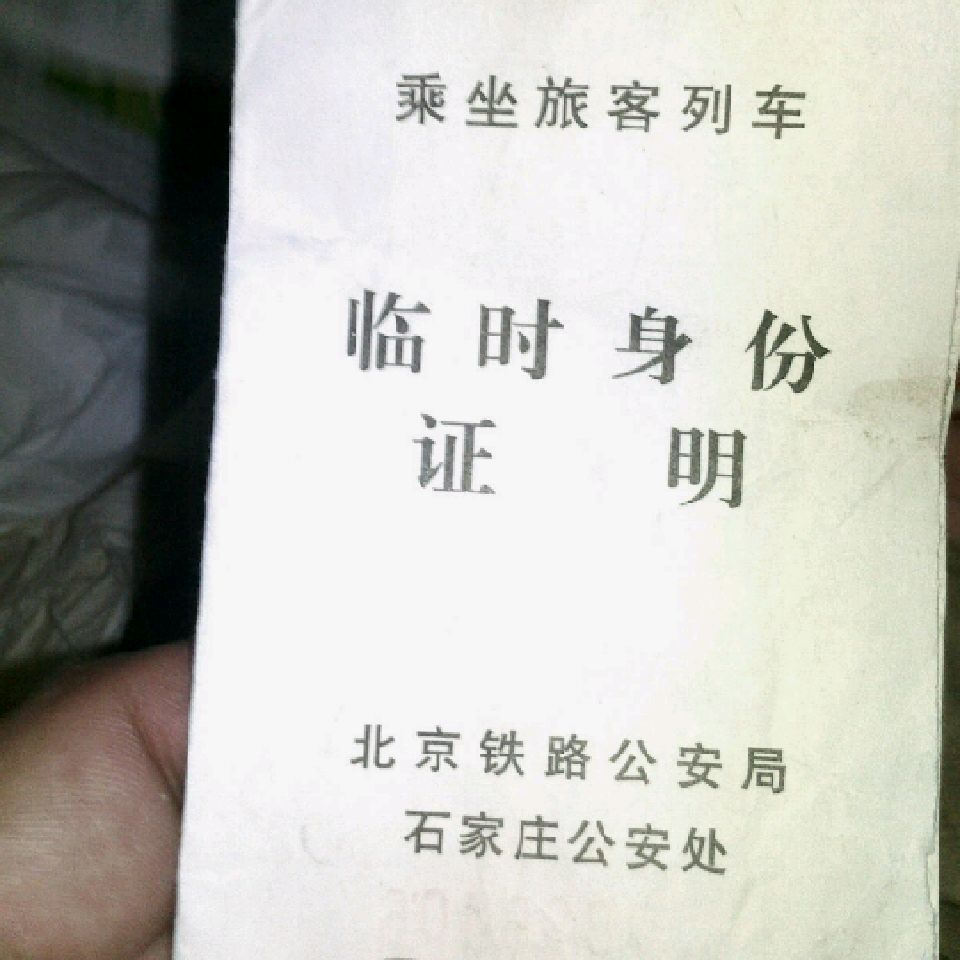 乘坐旅客列车
临时身份
证明
北京铁路公安局
石家庄公安处